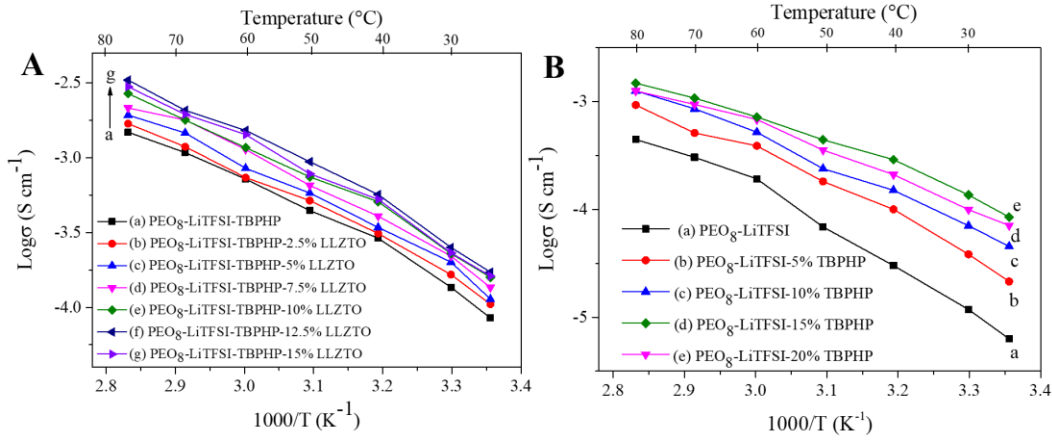 A
Temperature (°C)
80 70 60 50 40 30
Logσ (S cm-1)
-2.5
-3.0
-3.5
-4.0
g
a
(a) PEO8-LiTFSI-TBPHP
(b) PEO8-LiTFSI-TBPHP-2.5% LLZTO
(c) PEO8-LiTFSI-TBPHP-5% LLZTO
(d) PEO8-LiTFSI-TBPHP-7.5% LLZTO
(e) PEO8-LiTFSI-TBPHP-10% LLZTO
(f) PEO8-LiTFSI-TBPHP-12.5% LLZTO
(g) PEO8-LiTFSI-TBPHP-15% LLZTO
2.8 2.9 3.0 3.1 3.2 3.3 3.4
1000/T (K-1)
B
Temperature (°C)
80 70 60 50 40 30
Logσ (S cm-1)
-3
-4
-5
e
d
c
b
a
(a) PEO8-LiTFSI
(b) PEO8-LiTFSI-5% TBPHP
(c) PEO8-LiTFSI-10% TBPHP
(d) PEO8-LiTFSI-15% TBPHP
(e) PEO8-LiTFSI-20% TBPHP
2.8 2.9 3.0 3.1 3.2 3.3 3.4
1000/T (K-1)